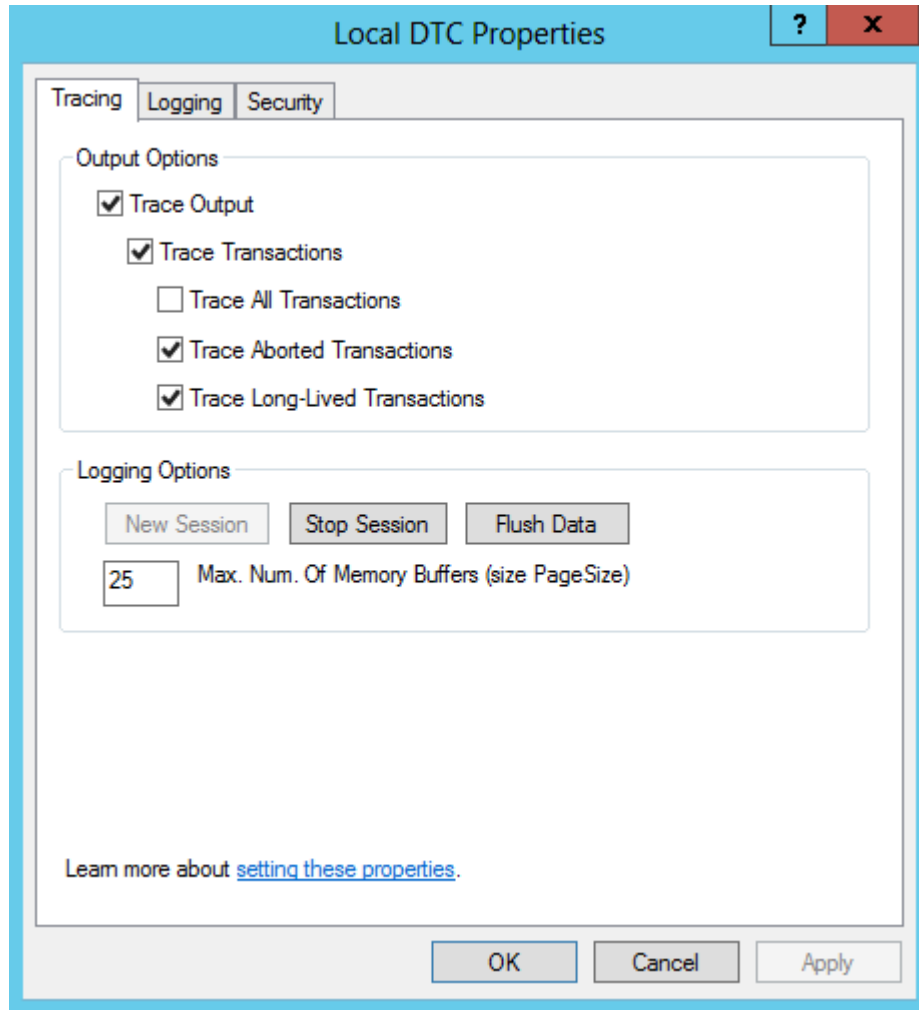 Local DTC Properties
? x
Tracing Logging Security
Output Options
Trace Output
Trace Transactions
Trace All Transactions
Trace Aborted Transactions
Trace Long-Lived Transactions
Logging Options
New Session Stop Session Flush Data
25 Max. Num. Of Memory Buffers (size PageSize)
Learn more about setting these properties.
OK Cancel Apply